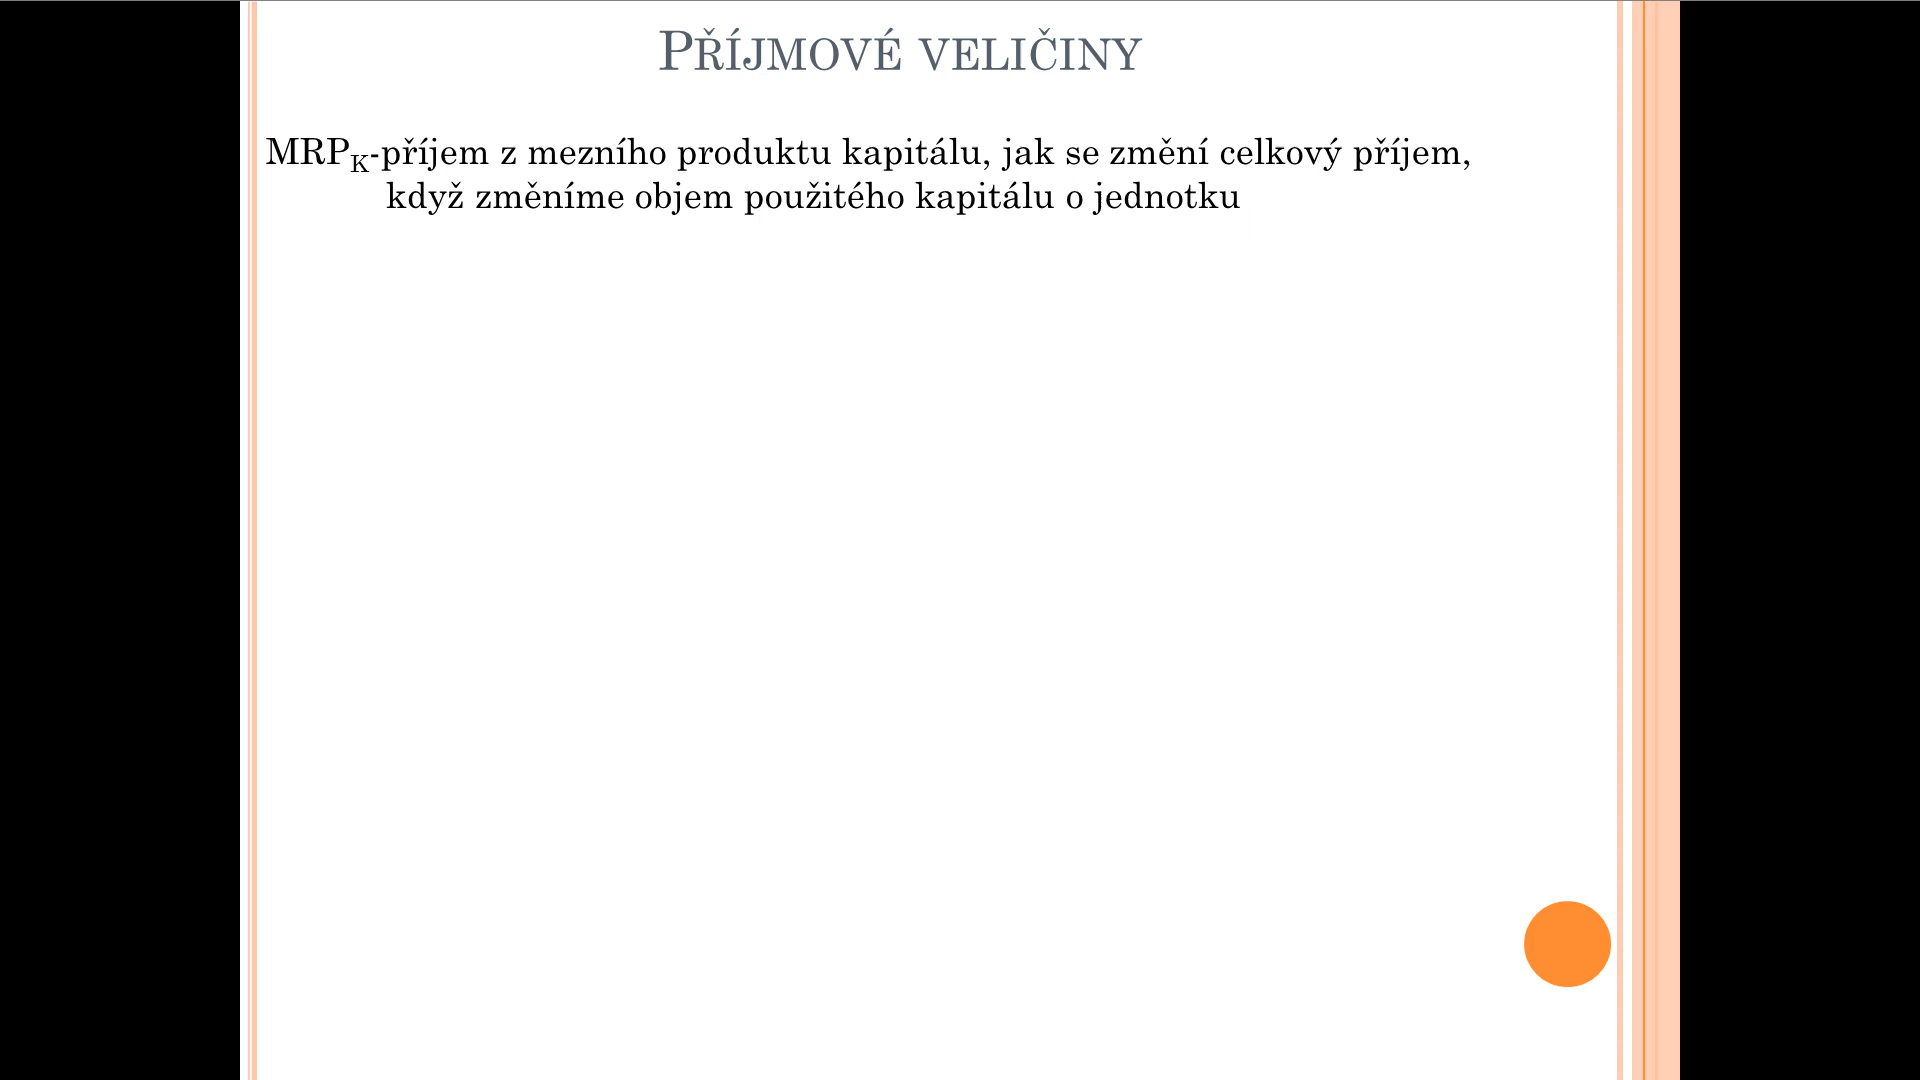 Příjmové veličiny
MRPK-příjem z mezního produktu kapitálu, jak se změní celkový příjem,
když změníme objem použitého kapitálu o jednotku